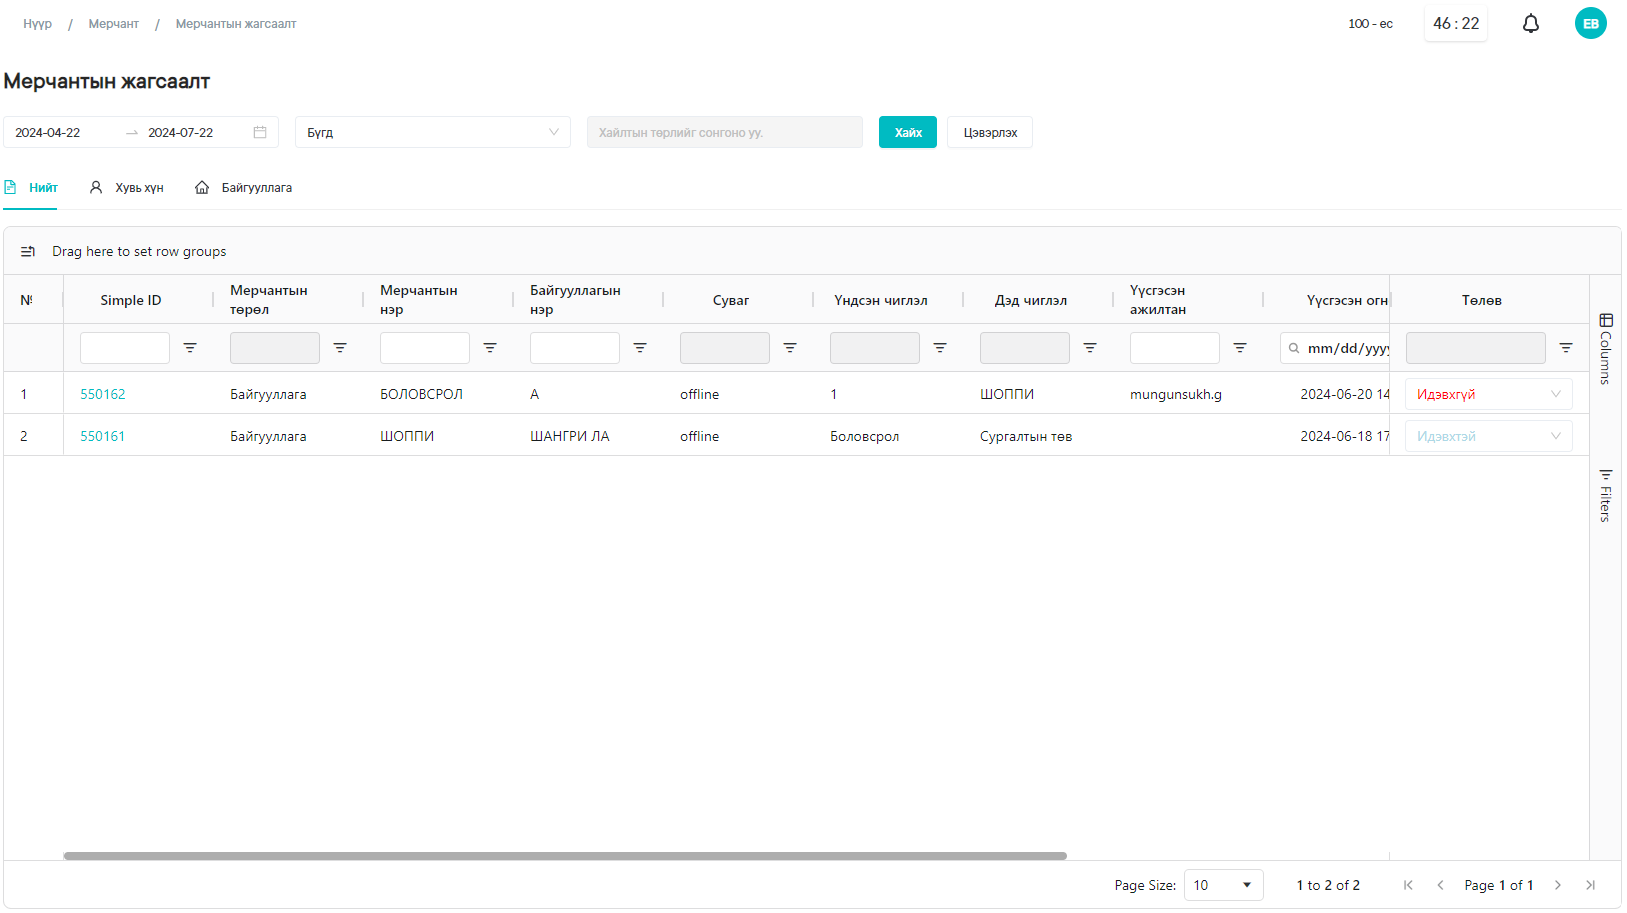 Нүүр / Мерчант / Мерчантын жагсаалт
100 - ес
46 : 22
EB
Мерчантын жагсаалт
2024-04-22 → 2024-07-22
Бүгд
Хайлтын төрлийг сонгоно уу.
Хайх
Цэвэрлэх
Нийт
Хувь хүн
Байгууллага
Drag here to set row groups
№
Simple ID
Мерчантын төрөл
Мерчантын нэр
Байгууллагын нэр
Суваг
Үндсэн чиглэл
Дэд чиглэл
Үүсгэсэн ажилтан
Үүсгэсэн огн
Төлөв
mm/dd/yyyy
1 550162 Байгууллага БОЛОВСРОЛ А offline 1 ШОППИ mungunsukh.g 2024-06-20 14 Идэвхгүй
2 550161 Байгууллага ШОППИ ШАНГРИ ЛА offline Боловсрол Сургалтын төв 2024-06-18 17 Идэвхтэй
Columns
Filters
Page Size: 10 1 to 2 of 2 Page 1 of 1